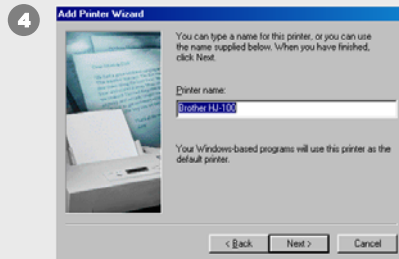 4
Add Printer Wizard
You can type a name for this printer, or you can use
the name supplied below. When you have finished,
click Next.
Printer name:
Brother HJ-100
Your Windows-based programs will use this printer as the
default printer.
< Back
Next >
Cancel